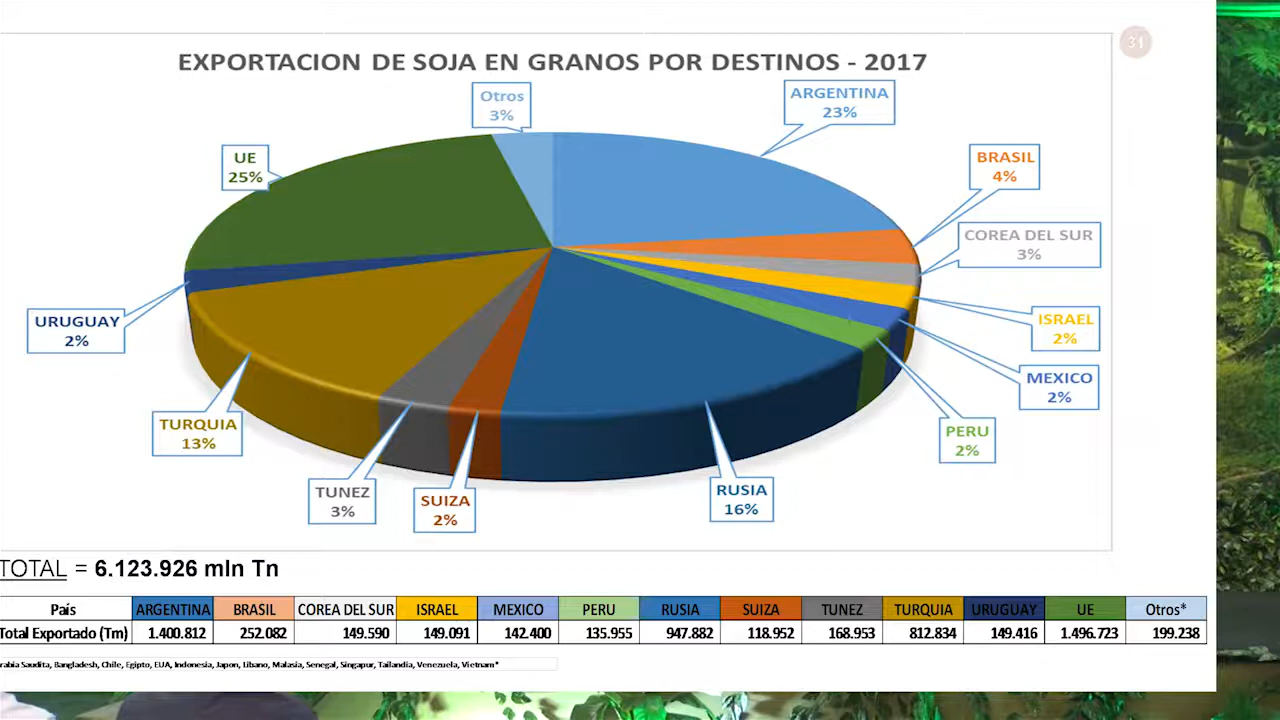 31
EXPORTACION DE SOJA EN GRANOS POR DESTINOS - 2017
Otros
3%
ARGENTINA
23%
UE
25%
BRASIL
4%
COREA DEL SUR
3%
URUGUAY
2%
ISRAEL
2%
MEXICO
2%
TURQUIA
13%
PERU
2%
TUNEZ
3%
SUIZA
2%
RUSIA
16%
TOTAL = 6.123.926 mln Tn
País ARGENTINA BRASIL COREA DEL SUR ISRAEL MEXICO PERU RUSIA SUIZA TUNEZ TURQUIA URUGUAY UE Otros*
Total Exportado (Tm) 1.400.812 252.082 149.590 149.091 142.400 135.955 947.882 118.952 168.953 812.834 149.416 1.496.723 199.238
rabia Saudita, Bangladesh, Chile, Egipto, EUA, Indonesia, Japon, Libano, Malasia, Senegal, Singapur, Tailandia, Venezuela, Vietnam*